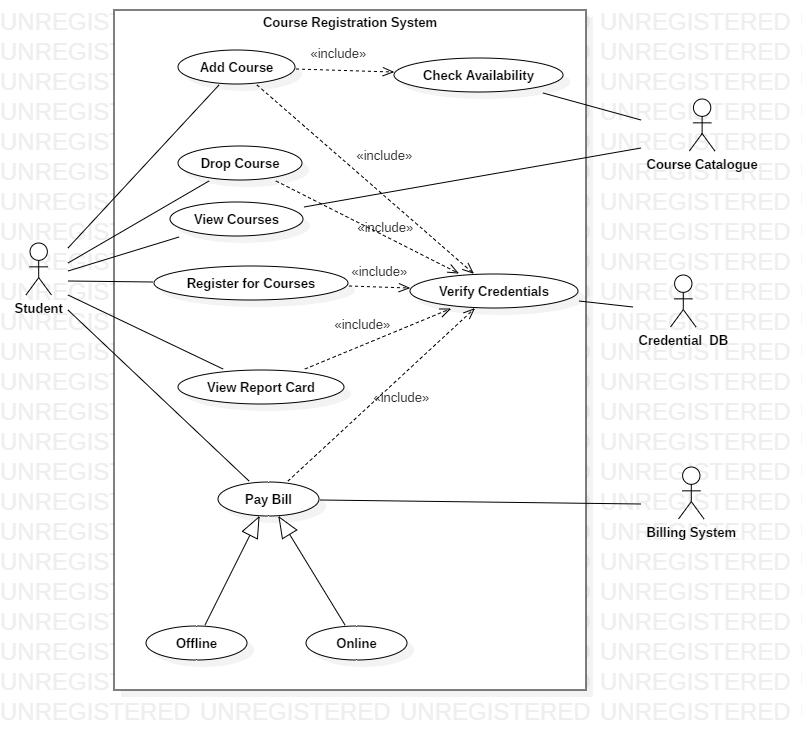 Course Registration System
Add Course
«include»
Check Availability
Course Catalogue
Drop Course
«include»
View Courses
«include»
Register for Courses
«include»
Verify Credentials
Student
Credential  DB
«include»
View Report Card
«include»
Pay Bill
Billing System
Offline
Online
UNREGISTERED UNREGISTERED UNREGISTERED UNREGISTERED